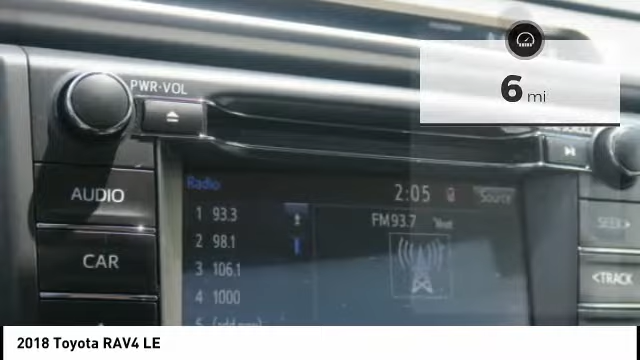 6 mi
PWR·VOL
AUDIO
CAR
Radio
2:05
Source
1 93.3
FM 93.7
2 98.1
3 106.1
4 1000
SEEK >
< TRACK
2018 Toyota RAV4 LE